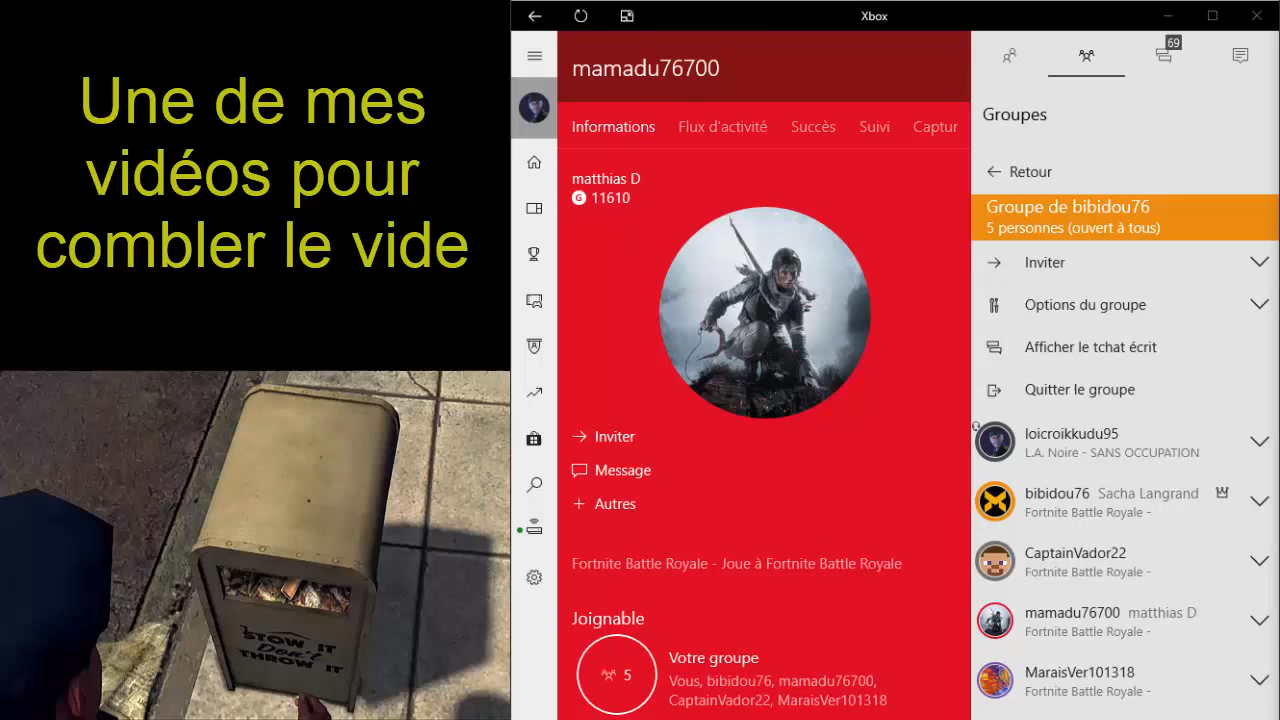 Une de mes
vidéos pour
combler le vide
STOW IT
Don't
THROW IT
Xbox
mamadu76700
Informations Flux d'activité Succès Suivi Captur
matthias D
G 11610
Inviter
Message
Autres
Fortnite Battle Royale - Joue à Fortnite Battle Royale
Joignable
5
Votre groupe
Vous, bibidou76, mamadu76700,
CaptainVador22, MaraisVer101318
69
Groupes
Retour
Groupe de bibidou76
5 personnes (ouvert à tous)
Inviter
Options du groupe
Afficher le tchat écrit
Quitter le groupe
loicroikkudu95
L.A. Noire - SANS OCCUPATION
bibidou76 Sacha Langrand
Fortnite Battle Royale -
CaptainVador22
Fortnite Battle Royale -
mamadu76700 matthias D
Fortnite Battle Royale -
MaraisVer101318
Fortnite Battle Royale -